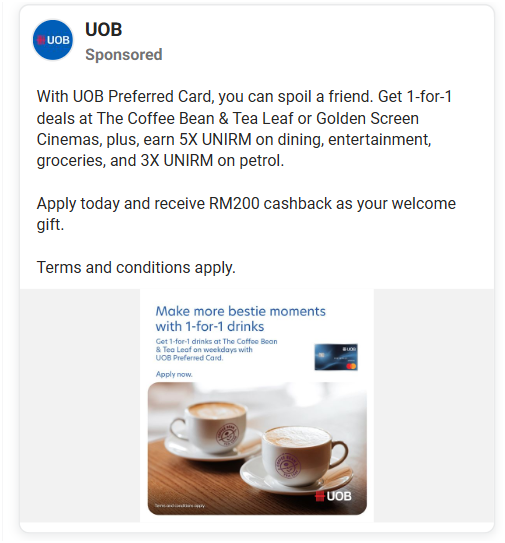 UOB
UOB
Sponsored
With UOB Preferred Card, you can spoil a friend. Get 1-for-1
deals at The Coffee Bean & Tea Leaf or Golden Screen
Cinemas, plus, earn 5X UNIRM on dining, entertainment,
groceries, and 3X UNIRM on petrol.
Apply today and receive RM200 cashback as your welcome
gift.
Terms and conditions apply.
Make more bestie moments
with 1-for-1 drinks
Get 1-for-1 drinks at The Coffee Bean
& Tea Leaf on weekdays with
UOB Preferred Card.
UOB
Apply now.
UOB
Terms and conditions apply.